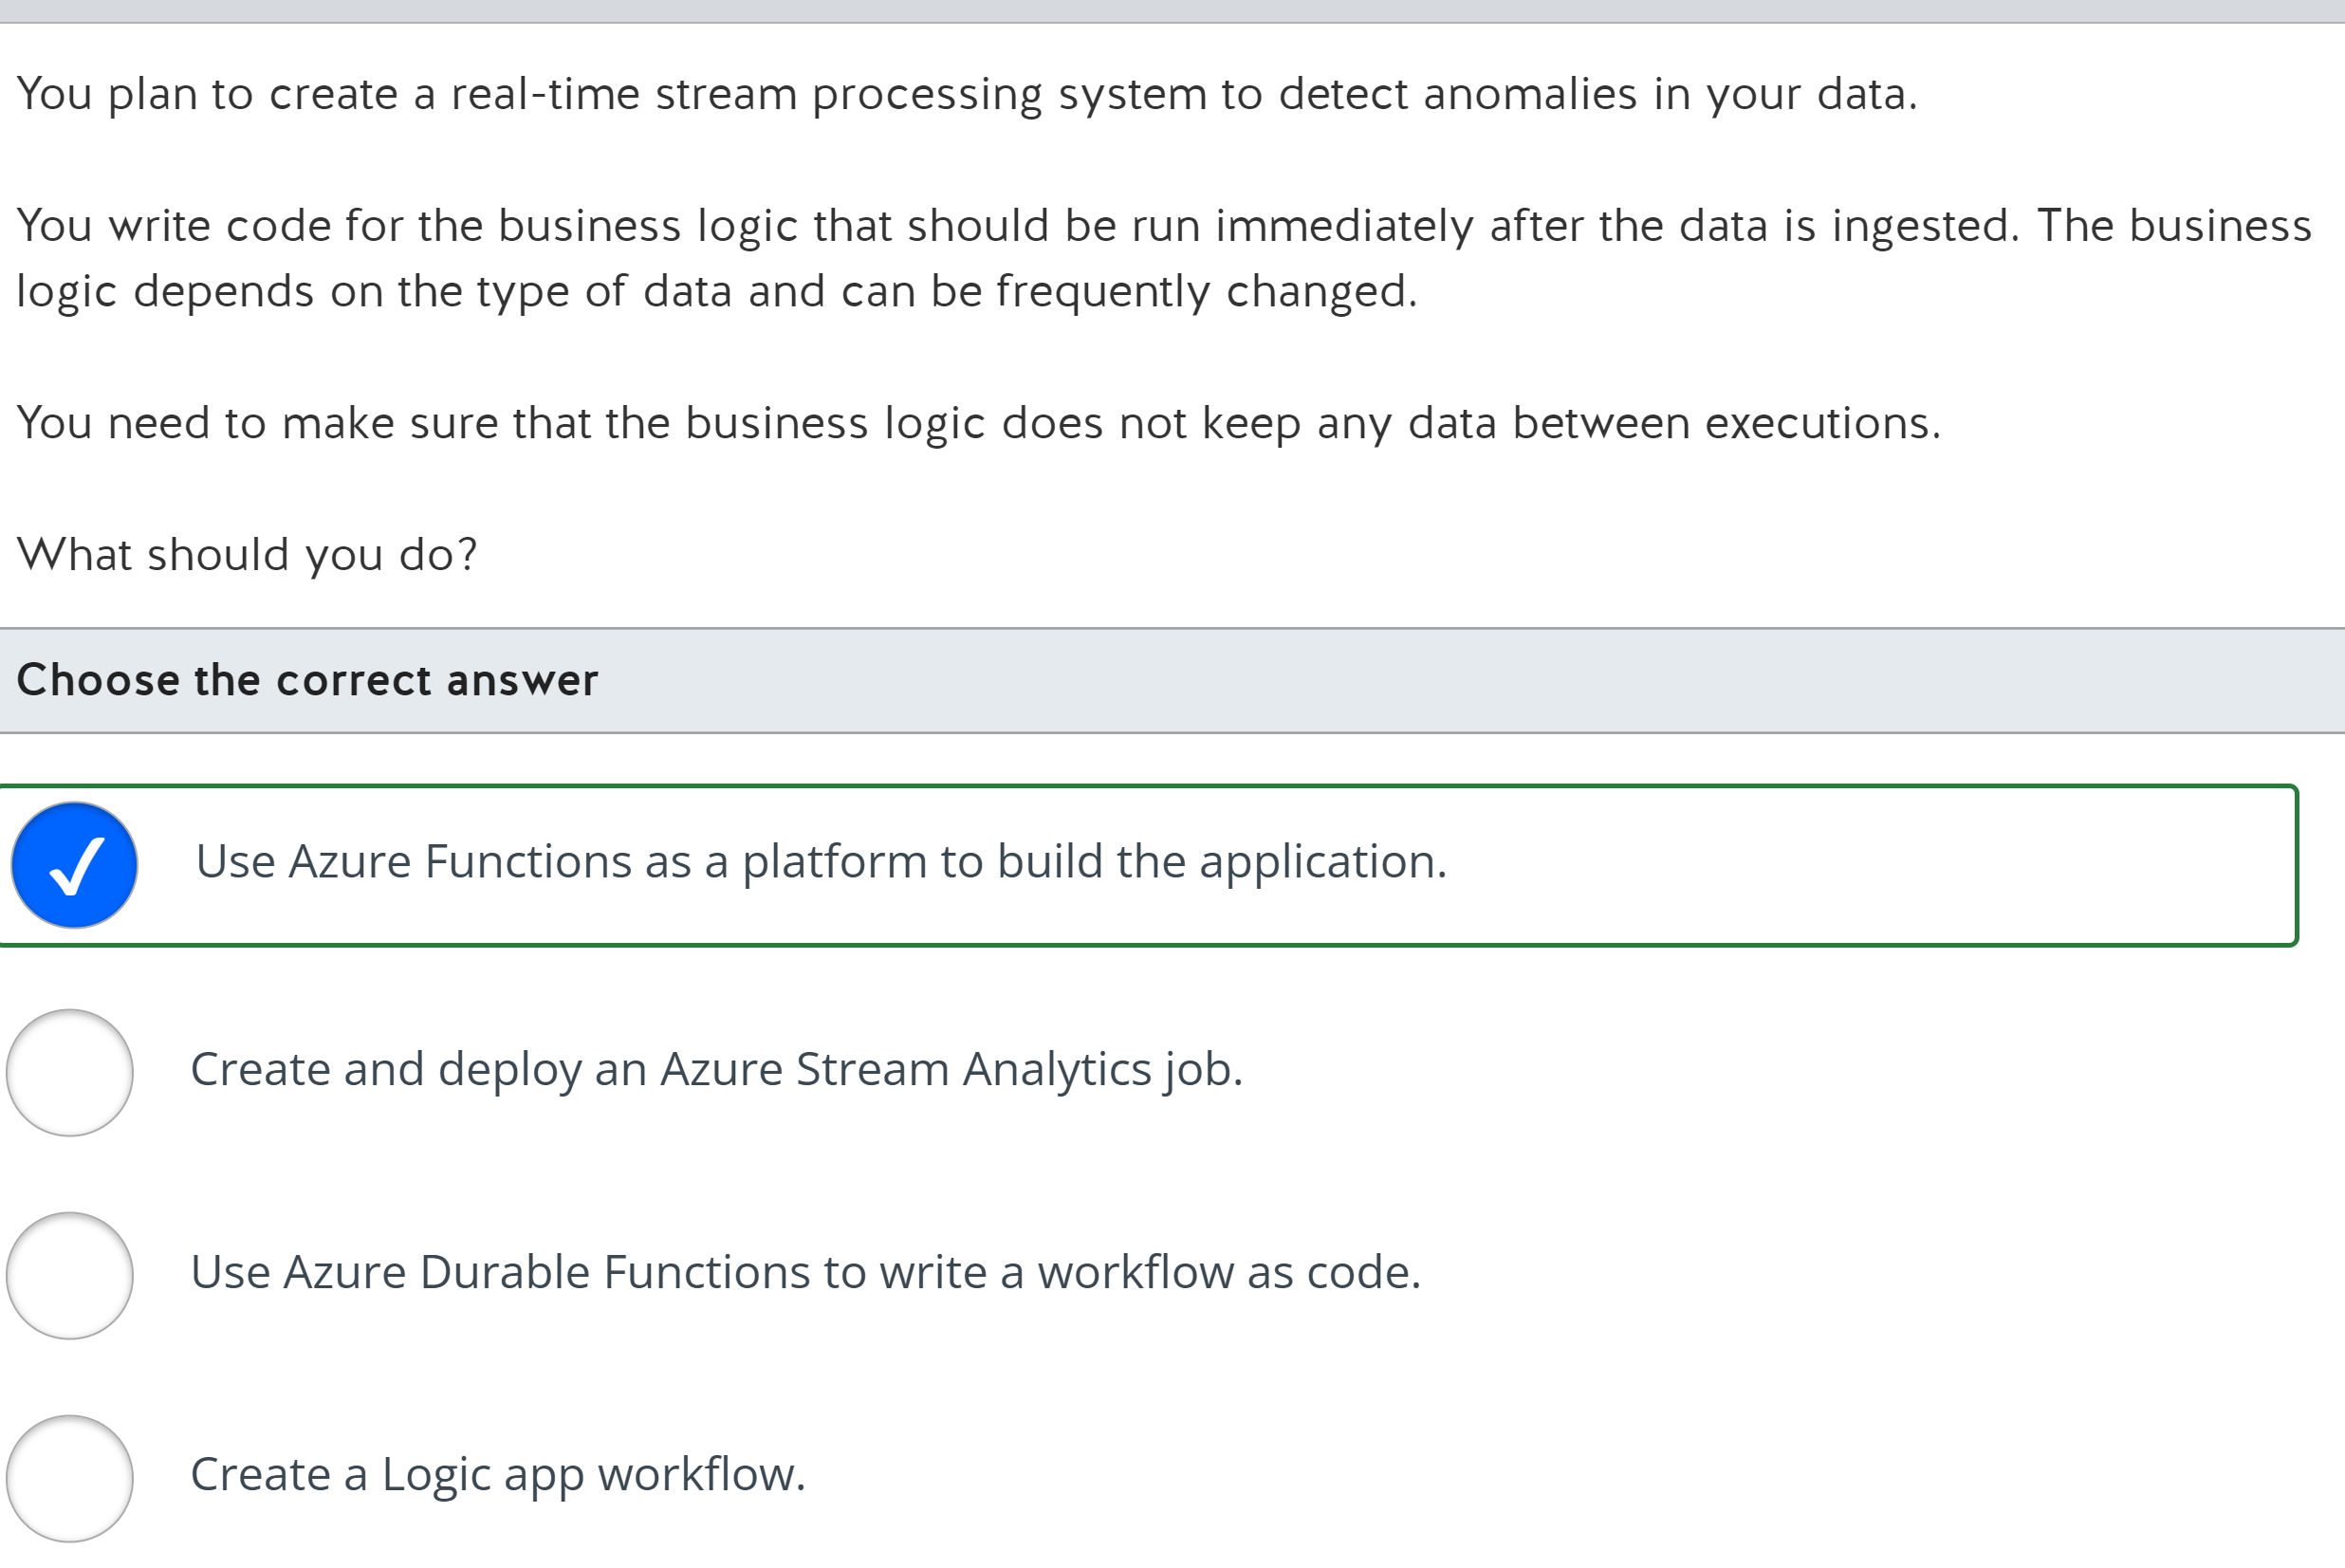 You plan to create a real-time stream processing system to detect anomalies in your data.
You write code for the business logic that should be run immediately after the data is ingested. The business
logic depends on the type of data and can be frequently changed.
You need to make sure that the business logic does not keep any data between executions.
What should you do?
Choose the correct answer
Use Azure Functions as a platform to build the application.
Create and deploy an Azure Stream Analytics job.
Use Azure Durable Functions to write a workflow as code.
Create a Logic app workflow.